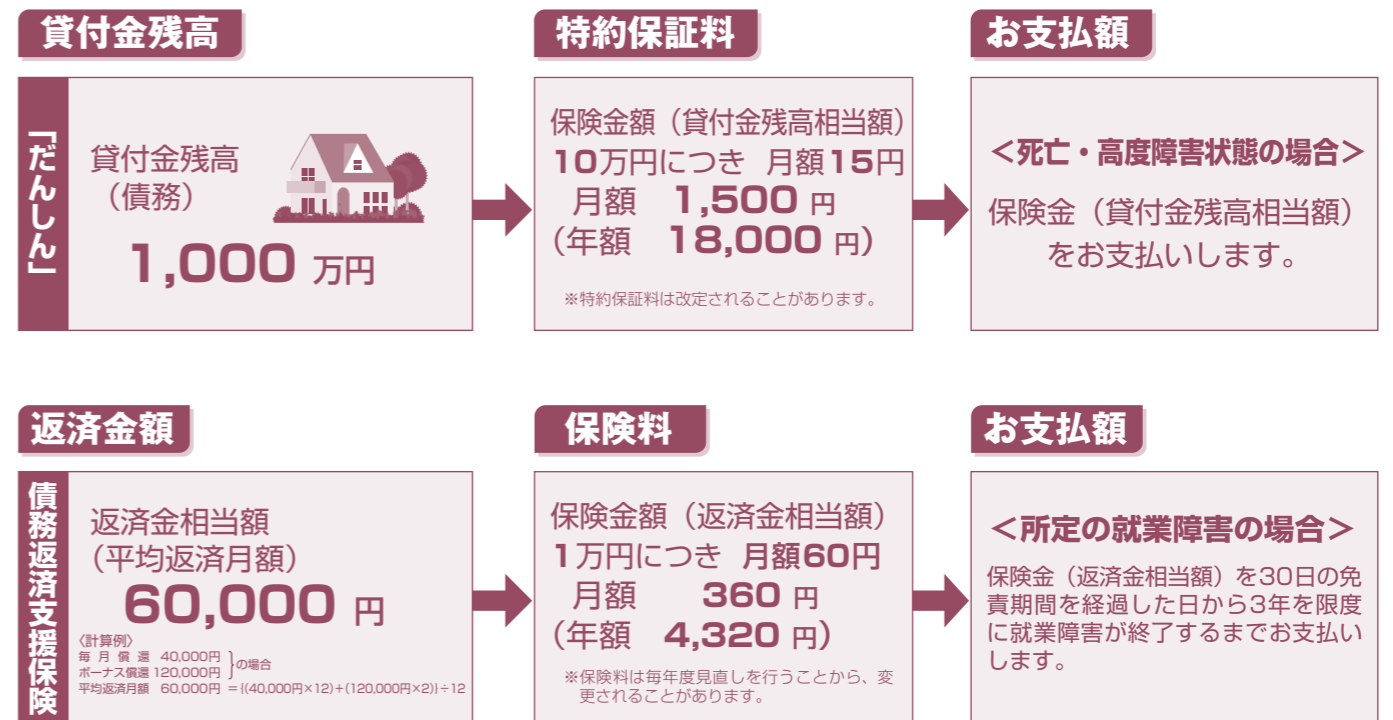 貸付金残高
特約保証料
お支払額
「だんしん」
貸付金残高
（債務）
1,000 万円
保険金額（貸付金残高相当額）
10万円につき 月額15円
月額 1,500 円
（年額 18,000 円）
※特約保証料は改定されることがあります。
＜死亡・高度障害状態の場合＞
保険金（貸付金残高相当額）
をお支払いします。
返済金額
保険料
お支払額
債務返済支援保険
返済金相当額
（平均返済月額）
60,000 円
〈計算例〉
毎月償還 40,000円
ボーナス償還 120,000円
}の場合
平均返済月額 60,000円 ＝{(40,000円×12)＋(120,000円×2)}÷12
保険金額（返済金相当額）
1万円につき 月額60円
月額 360 円
（年額 4,320 円）
※保険料は毎年度見直しを行うことから、変
更されることがあります。
＜所定の就業障害の場合＞
保険金（返済金相当額）を30日の免
責期間を経過した日から3年を限度
に就業障害が終了するまでお支払い
します。